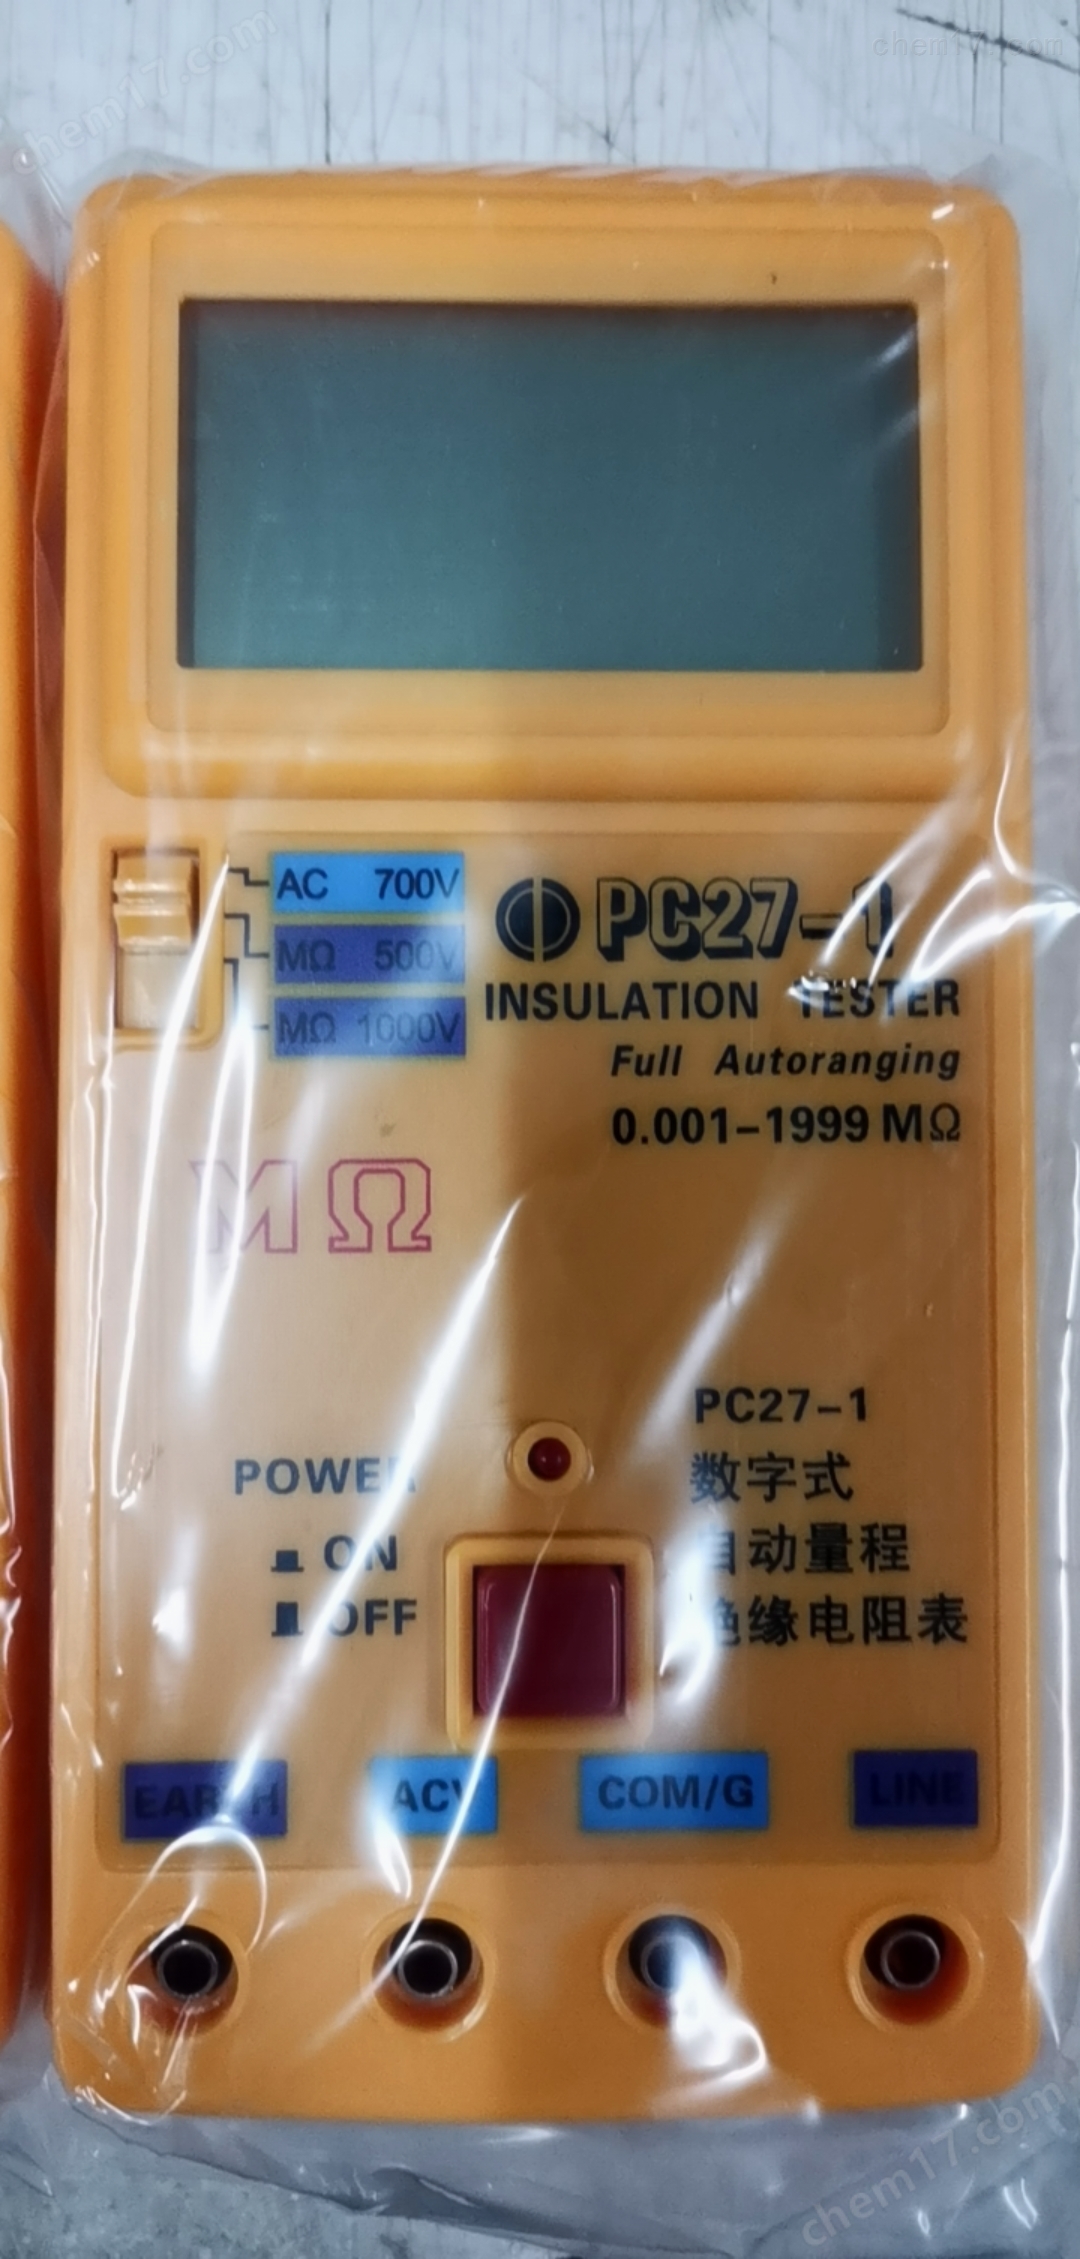 chem17.com
chem17.com
AC 700V
MΩ 500V
MΩ 1000V
PC27-1
INSULATION TESTER
Full Autoranging
0.001-1999 MΩ
MΩ
PC27-1
数字式
自动量程
绝缘电阻表
POWER
ON
OFF
EARTH
ACV
COM/G
LINE
chem17.com